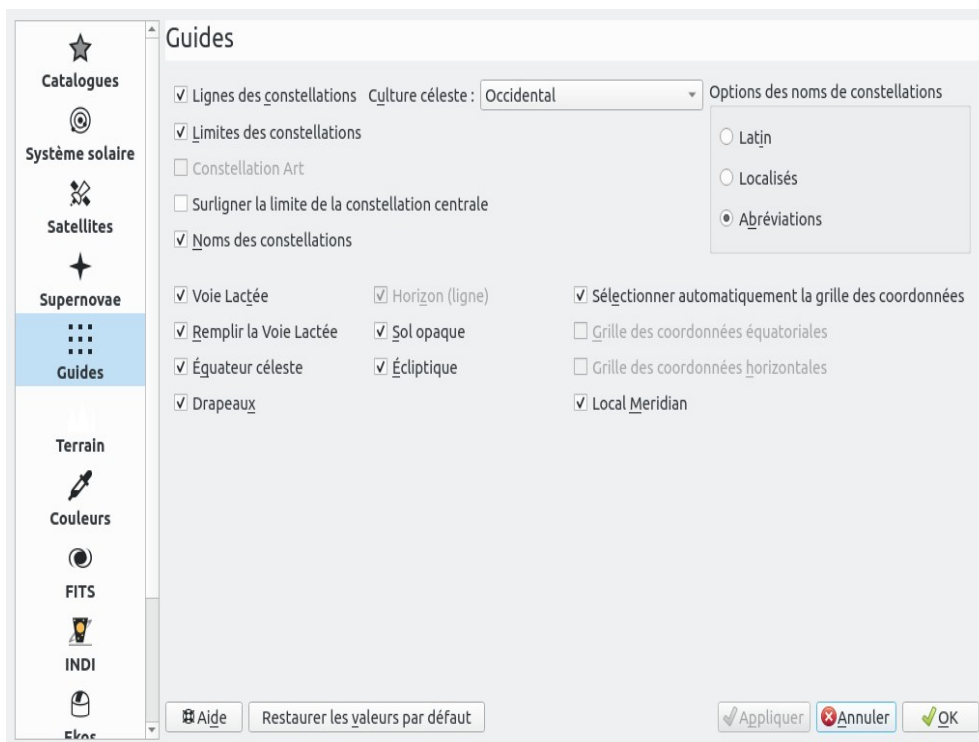 Guides
Catalogues
Système solaire
Satellites
Supernovae
Guides
Terrain
Couleurs
FITS
INDI
Ekos
Lignes des constellations Culture céleste : Occidental
Limites des constellations
Constellation Art
Surligner la limite de la constellation centrale
Noms des constellations
Options des noms de constellations
Latin
Localisés
Abréviations
Voie Lactée Horizon (ligne) Sélectionner automatiquement la grille des coordonnées
Remplir la Voie Lactée Sol opaque Grille des coordonnées équatoriales
Équateur céleste Écliptique Grille des coordonnées horizontales
Drapeaux Local Meridian
Aide Restaurer les valeurs par défaut Appliquer Annuler OK